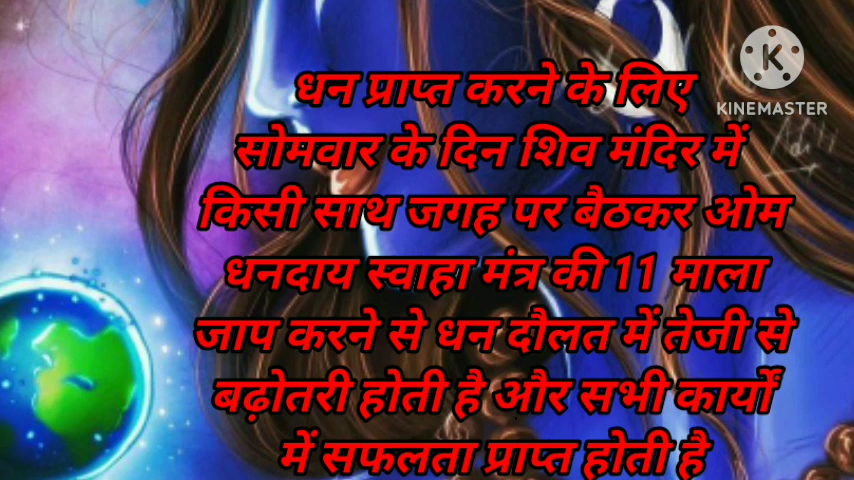 KINEMASTER
धन प्राप्त करने के लिए
सोमवार के दिन शिव मंदिर में
किसी साथ जगह पर बैठकर ओम
धनदाय स्वाहा मंत्र की 11 माला
जाप करने से धन दौलत में तेजी से
बढ़ोतरी होती है और सभी कार्यों
में सफलता प्राप्त होती है